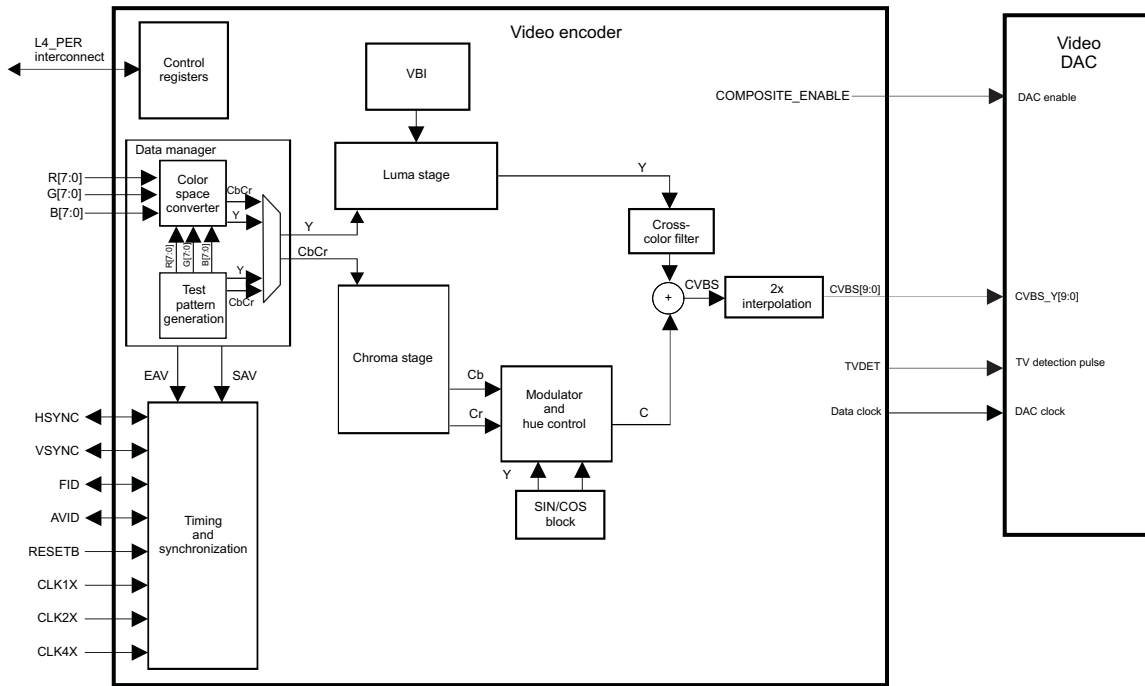 Video encoder
L4_PER
interconnect
Control
registers
VBI
Video
DAC
COMPOSITE_ENABLE
DAC enable
Data manager
R[7:0]
G[7:0]
B[7:0]
Color
space
converter
CbCr
Y
R[7:0]
G[7:0]
B[7:0]
Y
CbCr
Test
pattern
generation
Y
CbCr
Luma stage
Y
Cross-
color filter
+
CVBS
2x
interpolation
CVBS[9:0]
CVBS_Y[9:0]
Chroma stage
Cb
Cr
Modulator
and
hue control
C
Y
SIN/COS
block
TVDET
TV detection pulse
Data clock
DAC clock
EAV
SAV
HSYNC
VSYNC
FID
AVID
RESETB
CLK1X
CLK2X
CLK4X
Timing
and
synchronization